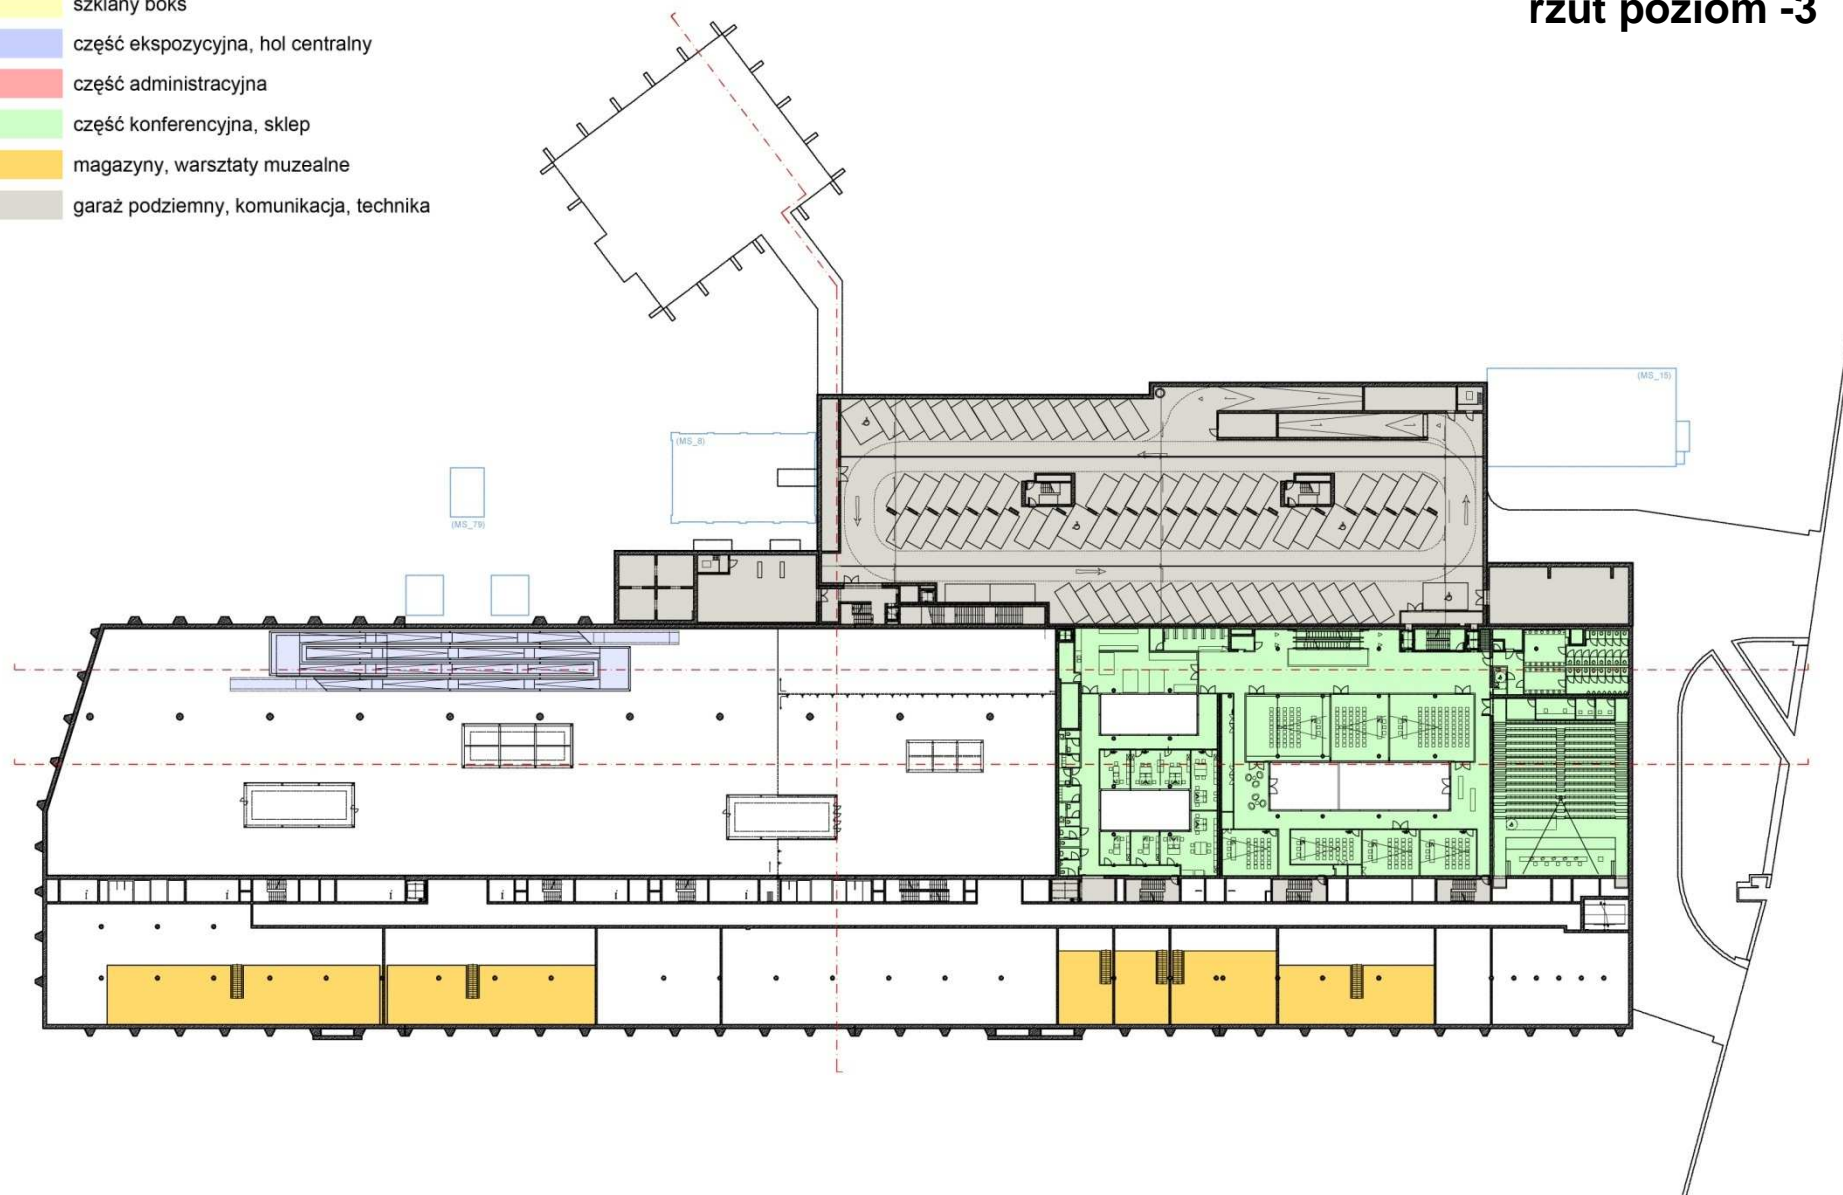 szklany boks
rzut poziom -3
część ekspozycyjna, hol centralny
część administracyjna
część konferencyjna, sklep
magazyny, warsztaty muzealne
garaż podziemny, komunikacja, technika
(MS_15)
(MS_8)
(MS_79)